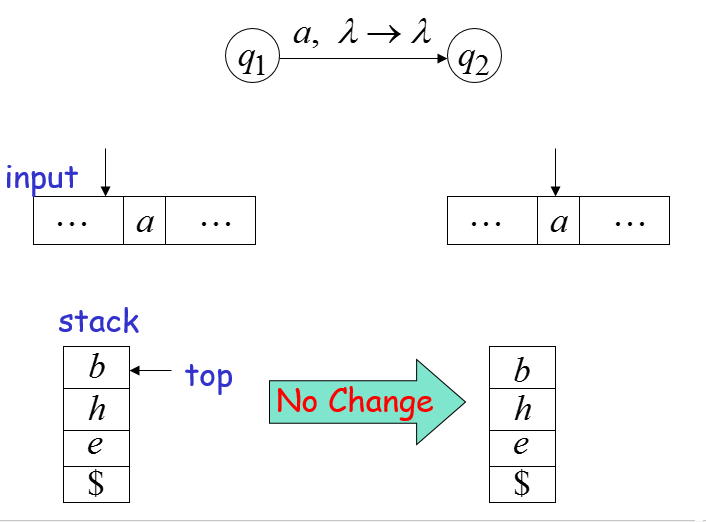 a, λ → λ
q1 q2
input
... a ... ... a ...
stack
b top b
No Change
h h
e e
$ $